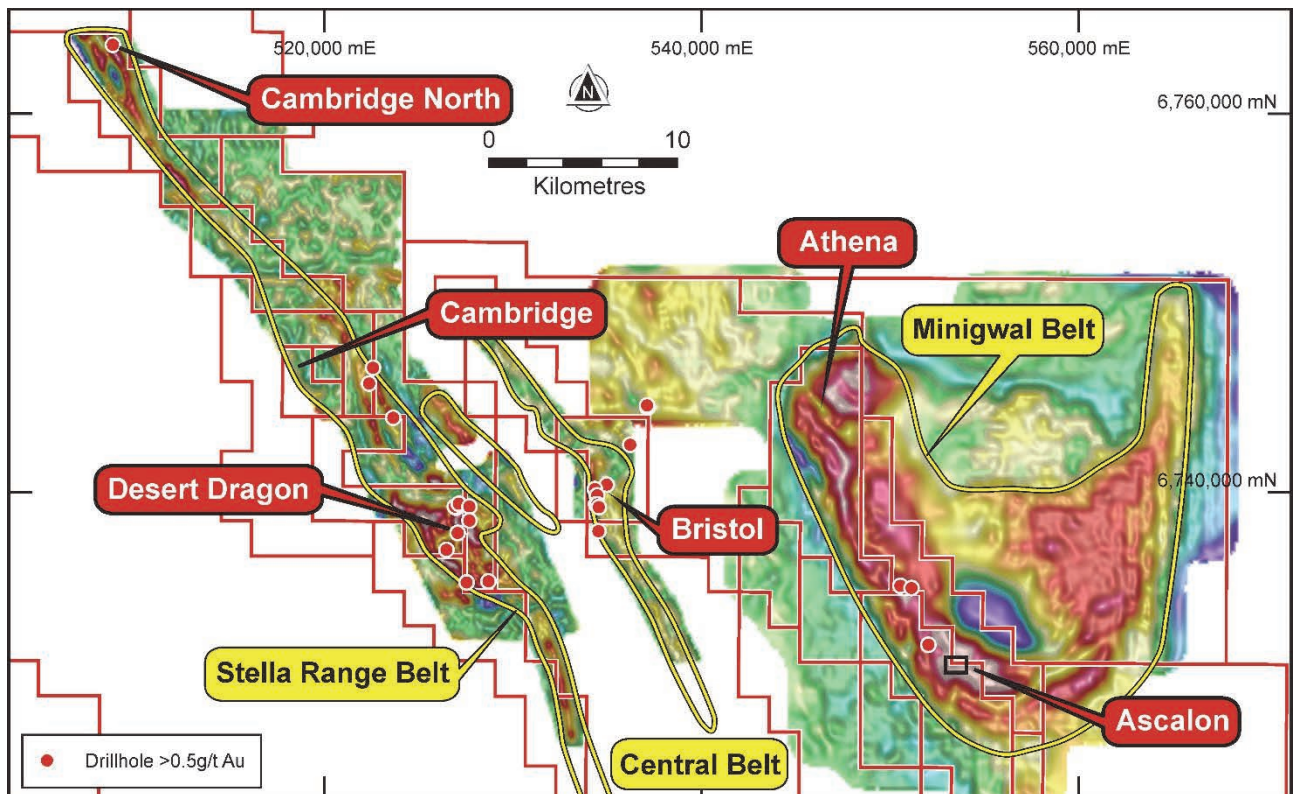 520,000 mE
540,000 mE
560,000 mE
Cambridge North
N
6,760,000 mN
0
10
Kilometres
Athena
Cambridge
Minigwal Belt
Desert Dragon
6,740,000 mN
Bristol
Stella Range Belt
Ascalon
Central Belt
Drillhole >0.5g/t Au